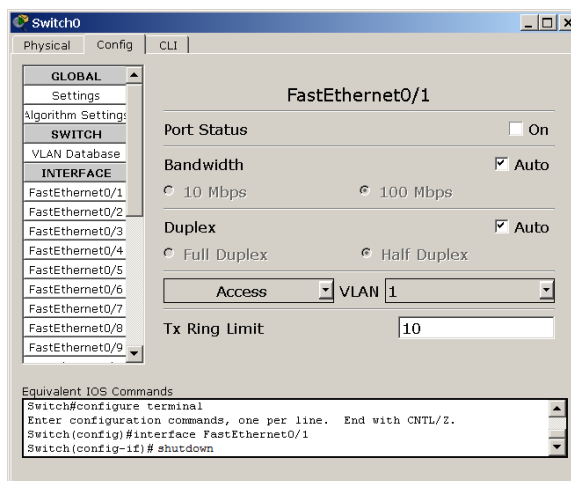 Switch0
Physical Config CLI
GLOBAL
Settings
Algorithm Settings
SWITCH
VLAN Database
INTERFACE
FastEthernet0/1
FastEthernet0/2
FastEthernet0/3
FastEthernet0/4
FastEthernet0/5
FastEthernet0/6
FastEthernet0/7
FastEthernet0/8
FastEthernet0/9
FastEthernet0/1
Port Status On
Bandwidth Auto
10 Mbps 100 Mbps
Duplex Auto
Full Duplex Half Duplex
Access VLAN 1
Tx Ring Limit 10
Equivalent IOS Commands
Switch#configure terminal
Enter configuration commands, one per line. End with CNTL/Z.
Switch(config)#interface FastEthernet0/1
Switch(config-if)# shutdown